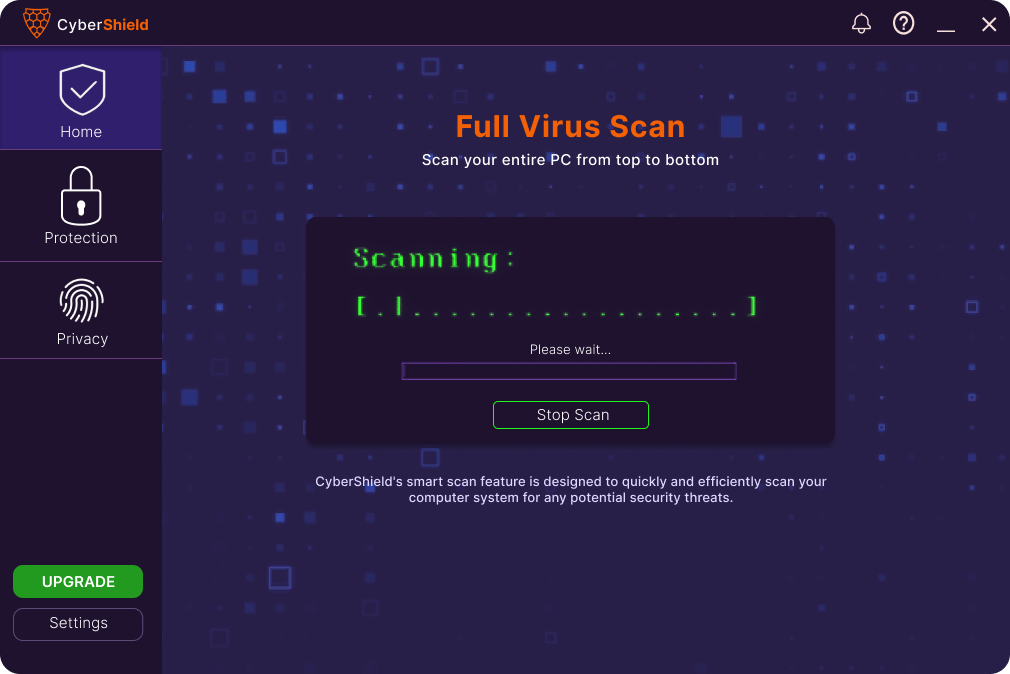 CyberShield
Home
Protection
Privacy
UPGRADE
Settings
Full Virus Scan
Scan your entire PC from top to bottom
Scanning:
[.|..................]
Please wait...
Stop Scan
CyberShield's smart scan feature is designed to quickly and efficiently scan your
computer system for any potential security threats.